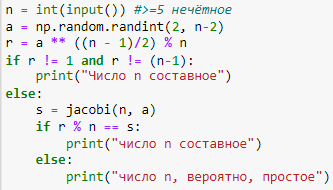 n = int(input()) #>=5 нечётное
a = np.random.randint(2, n-2)
r = a ** ((n - 1)/2) % n
if r != 1 and r != (n-1):
    print("Число n составное")
else:
    s = jacobi(n, a)
    if r % n == s:
        print("число n составное")
    else:
        print("число n, вероятно, простое")